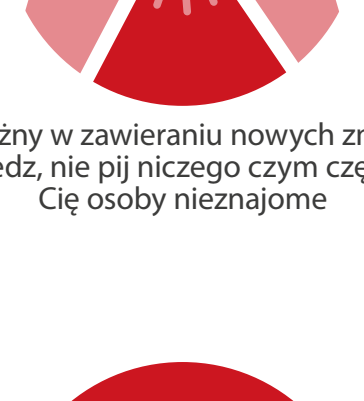 żny w zawieraniu nowych zn
edz, nie pij niczego czym czę
Cię osoby nieznajome